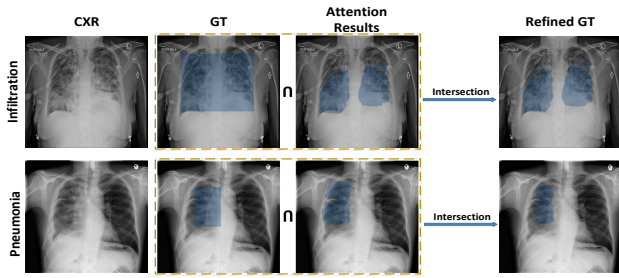 CXR
GT
Attention
Results
Refined GT
Infiltration
∩
Intersection
Pneumonia
∩
Intersection